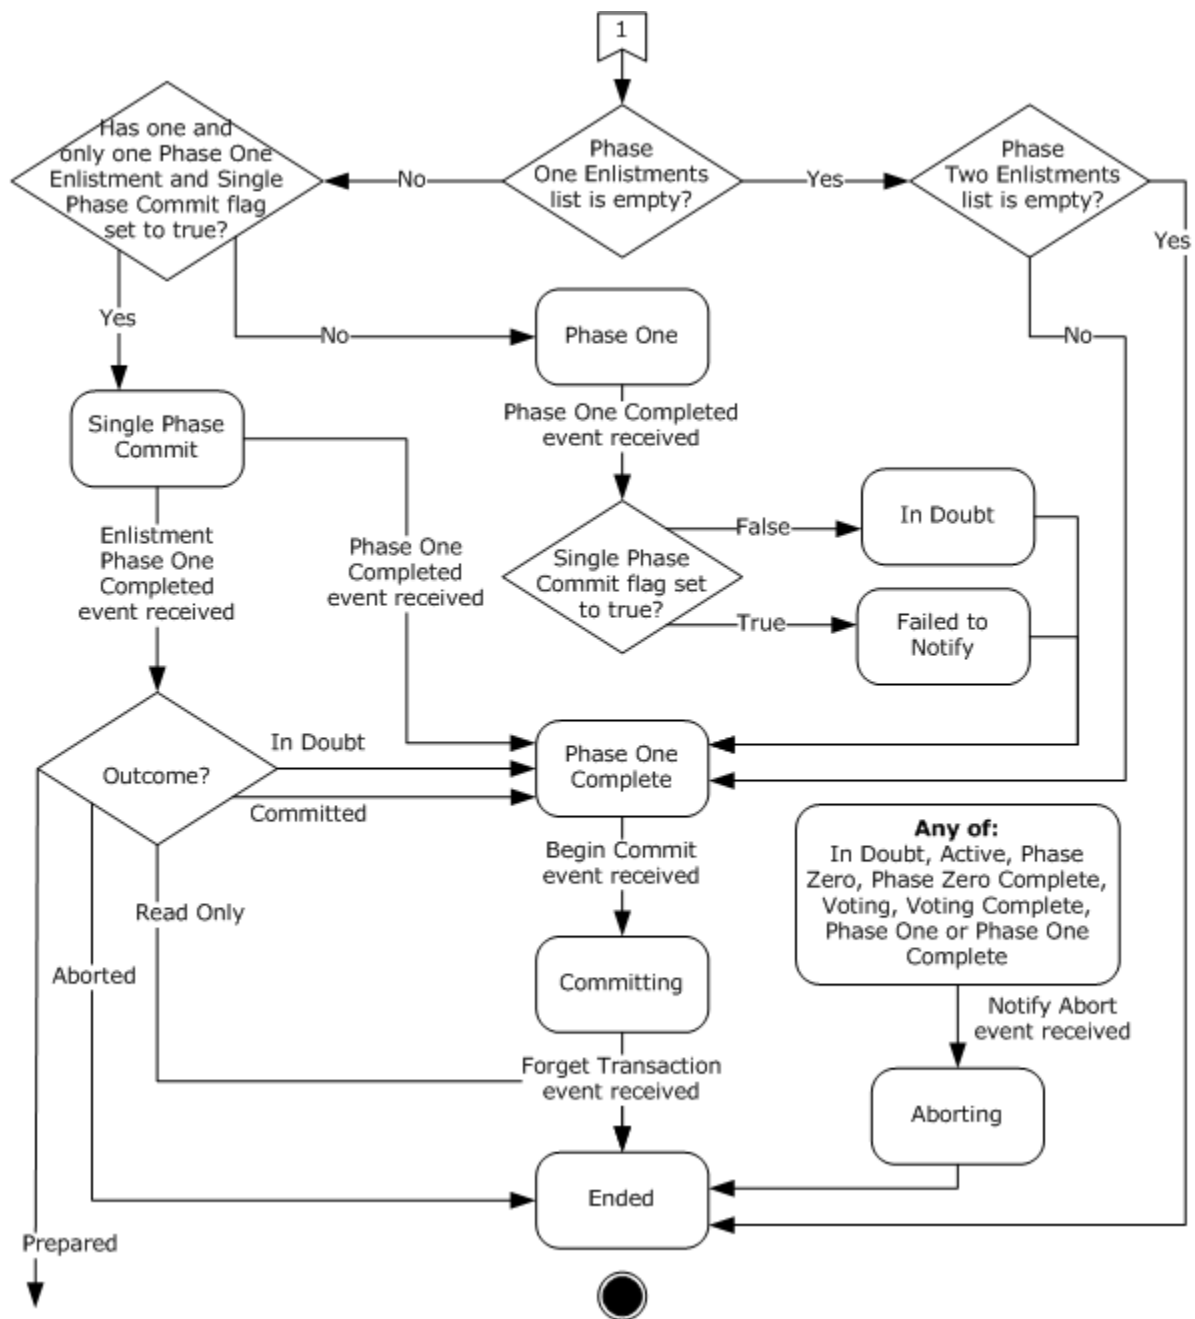 1
Has one and
only one Phase One
Enlistment and Single
Phase Commit flag
set to true?
No
Phase
One Enlistments
list is empty?
Yes
Phase
Two Enlistments
list is empty?
Yes
Yes
No
Phase One
No
Single Phase
Commit
Phase One Completed
event received
Enlistment
Phase One
Completed
event received
Phase One
Completed
event received
Single Phase
Commit flag set
to true?
False
In Doubt
True
Failed to
Notify
Outcome?
In Doubt
Committed
Phase One
Complete
Read Only
Aborted
Prepared
Begin Commit
event received
Any of:
In Doubt, Active, Phase
Zero, Phase Zero Complete,
Voting, Voting Complete,
Phase One or Phase One
Complete
Committing
Notify Abort
event received
Forget Transaction
event received
Aborting
Ended